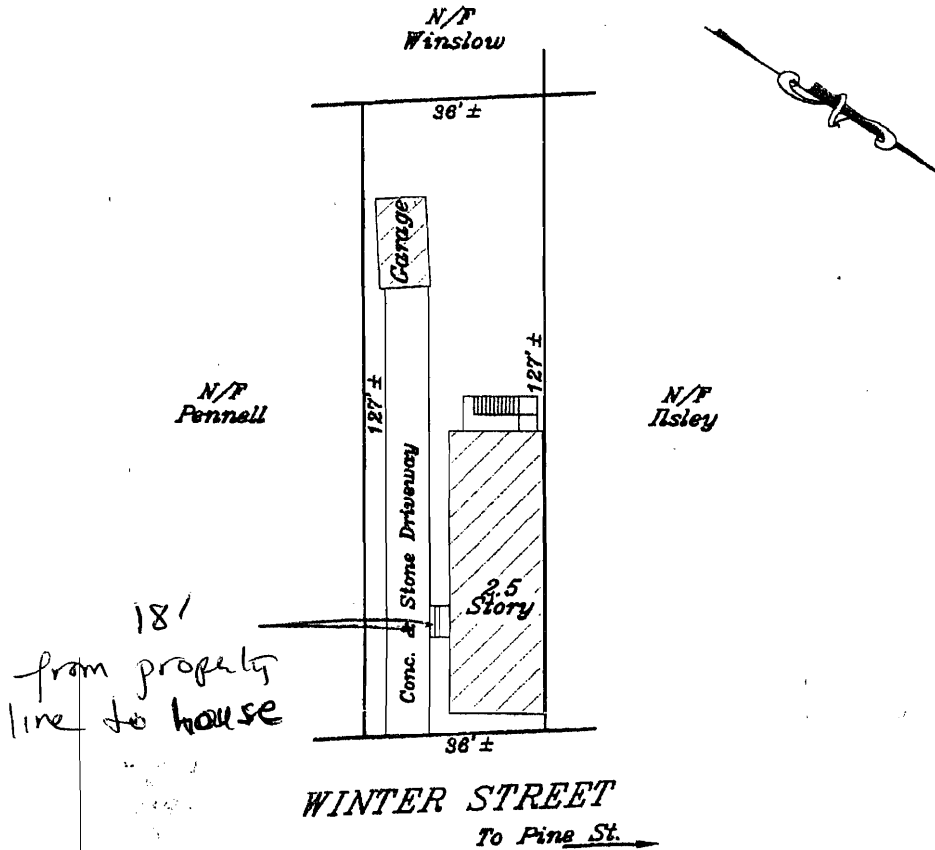 N/F
Winslow
36' ±
Garage
127' ±
127' ±
N/F
Pennell
N/F
Ilsley
Conc. & Stone Driveway
2.5
Story
18'
from property
line to house
36' ±
WINTER STREET
To Pine St.